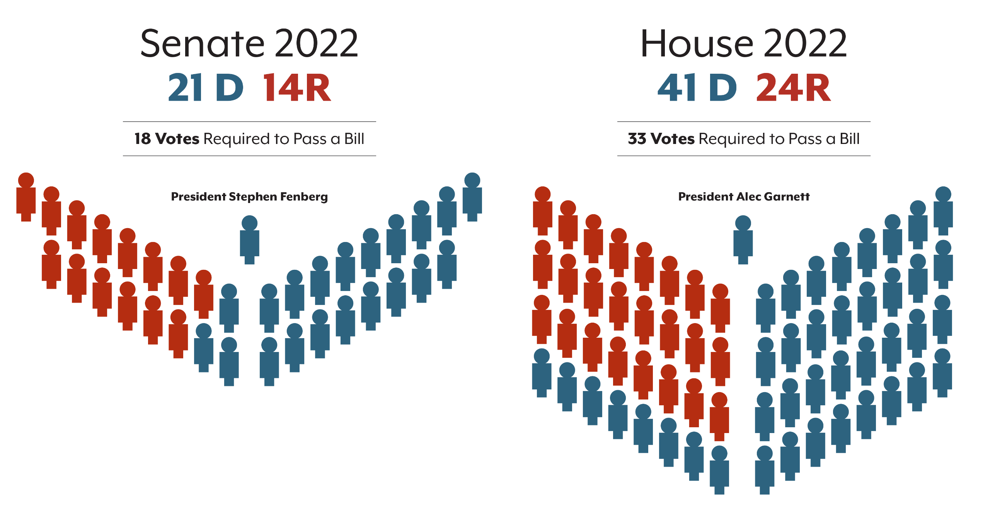 Senate 2022
21 D 14R
18 Votes Required to Pass a Bill
President Stephen Fenberg
House 2022
41 D 24R
33 Votes Required to Pass a Bill
President Alec Garnett